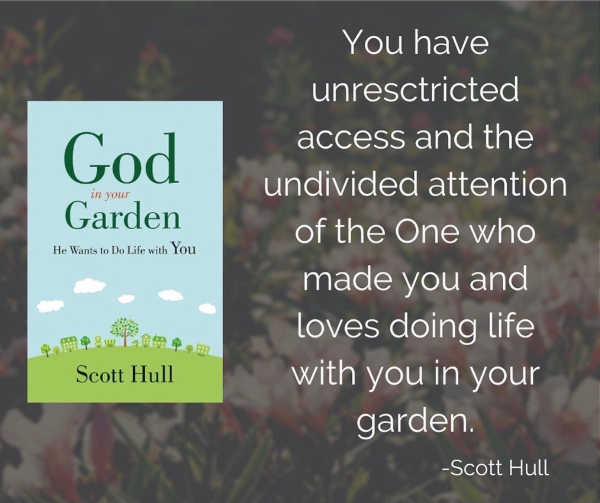 God
in your
Garden
He Wants to Do Life with You
Scott Hull
You have
unresctricted
access and the
undivided attention
of the One who
made you and
loves doing life
with you in your
garden.
-Scott Hull